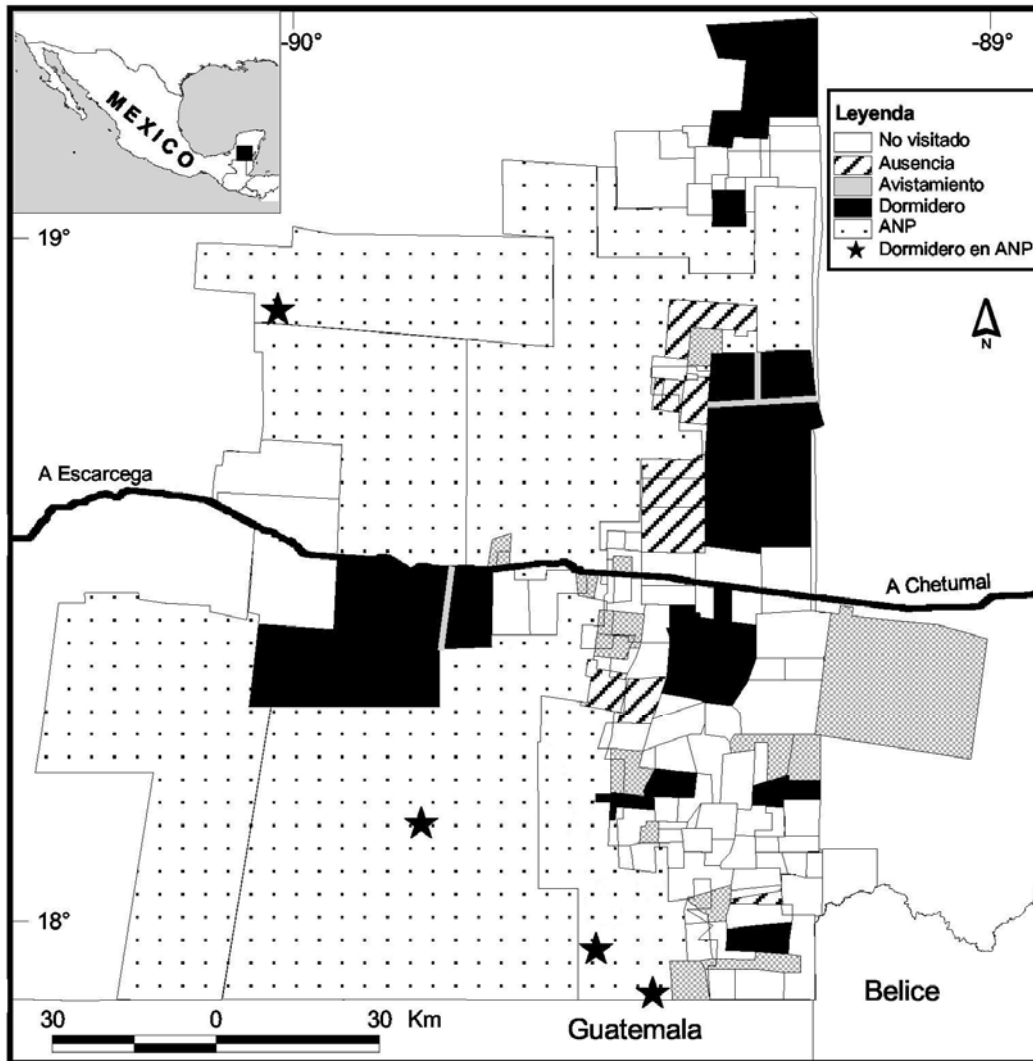 -90°
-89°
MEXICO
Leyenda
No visitado
Ausencia
Avistamiento
Dormidero
ANP
Dormidero en ANP
19°
N
A Escarcega
A Chetumal
18°
Belice
30 0 30 Km
Guatemala